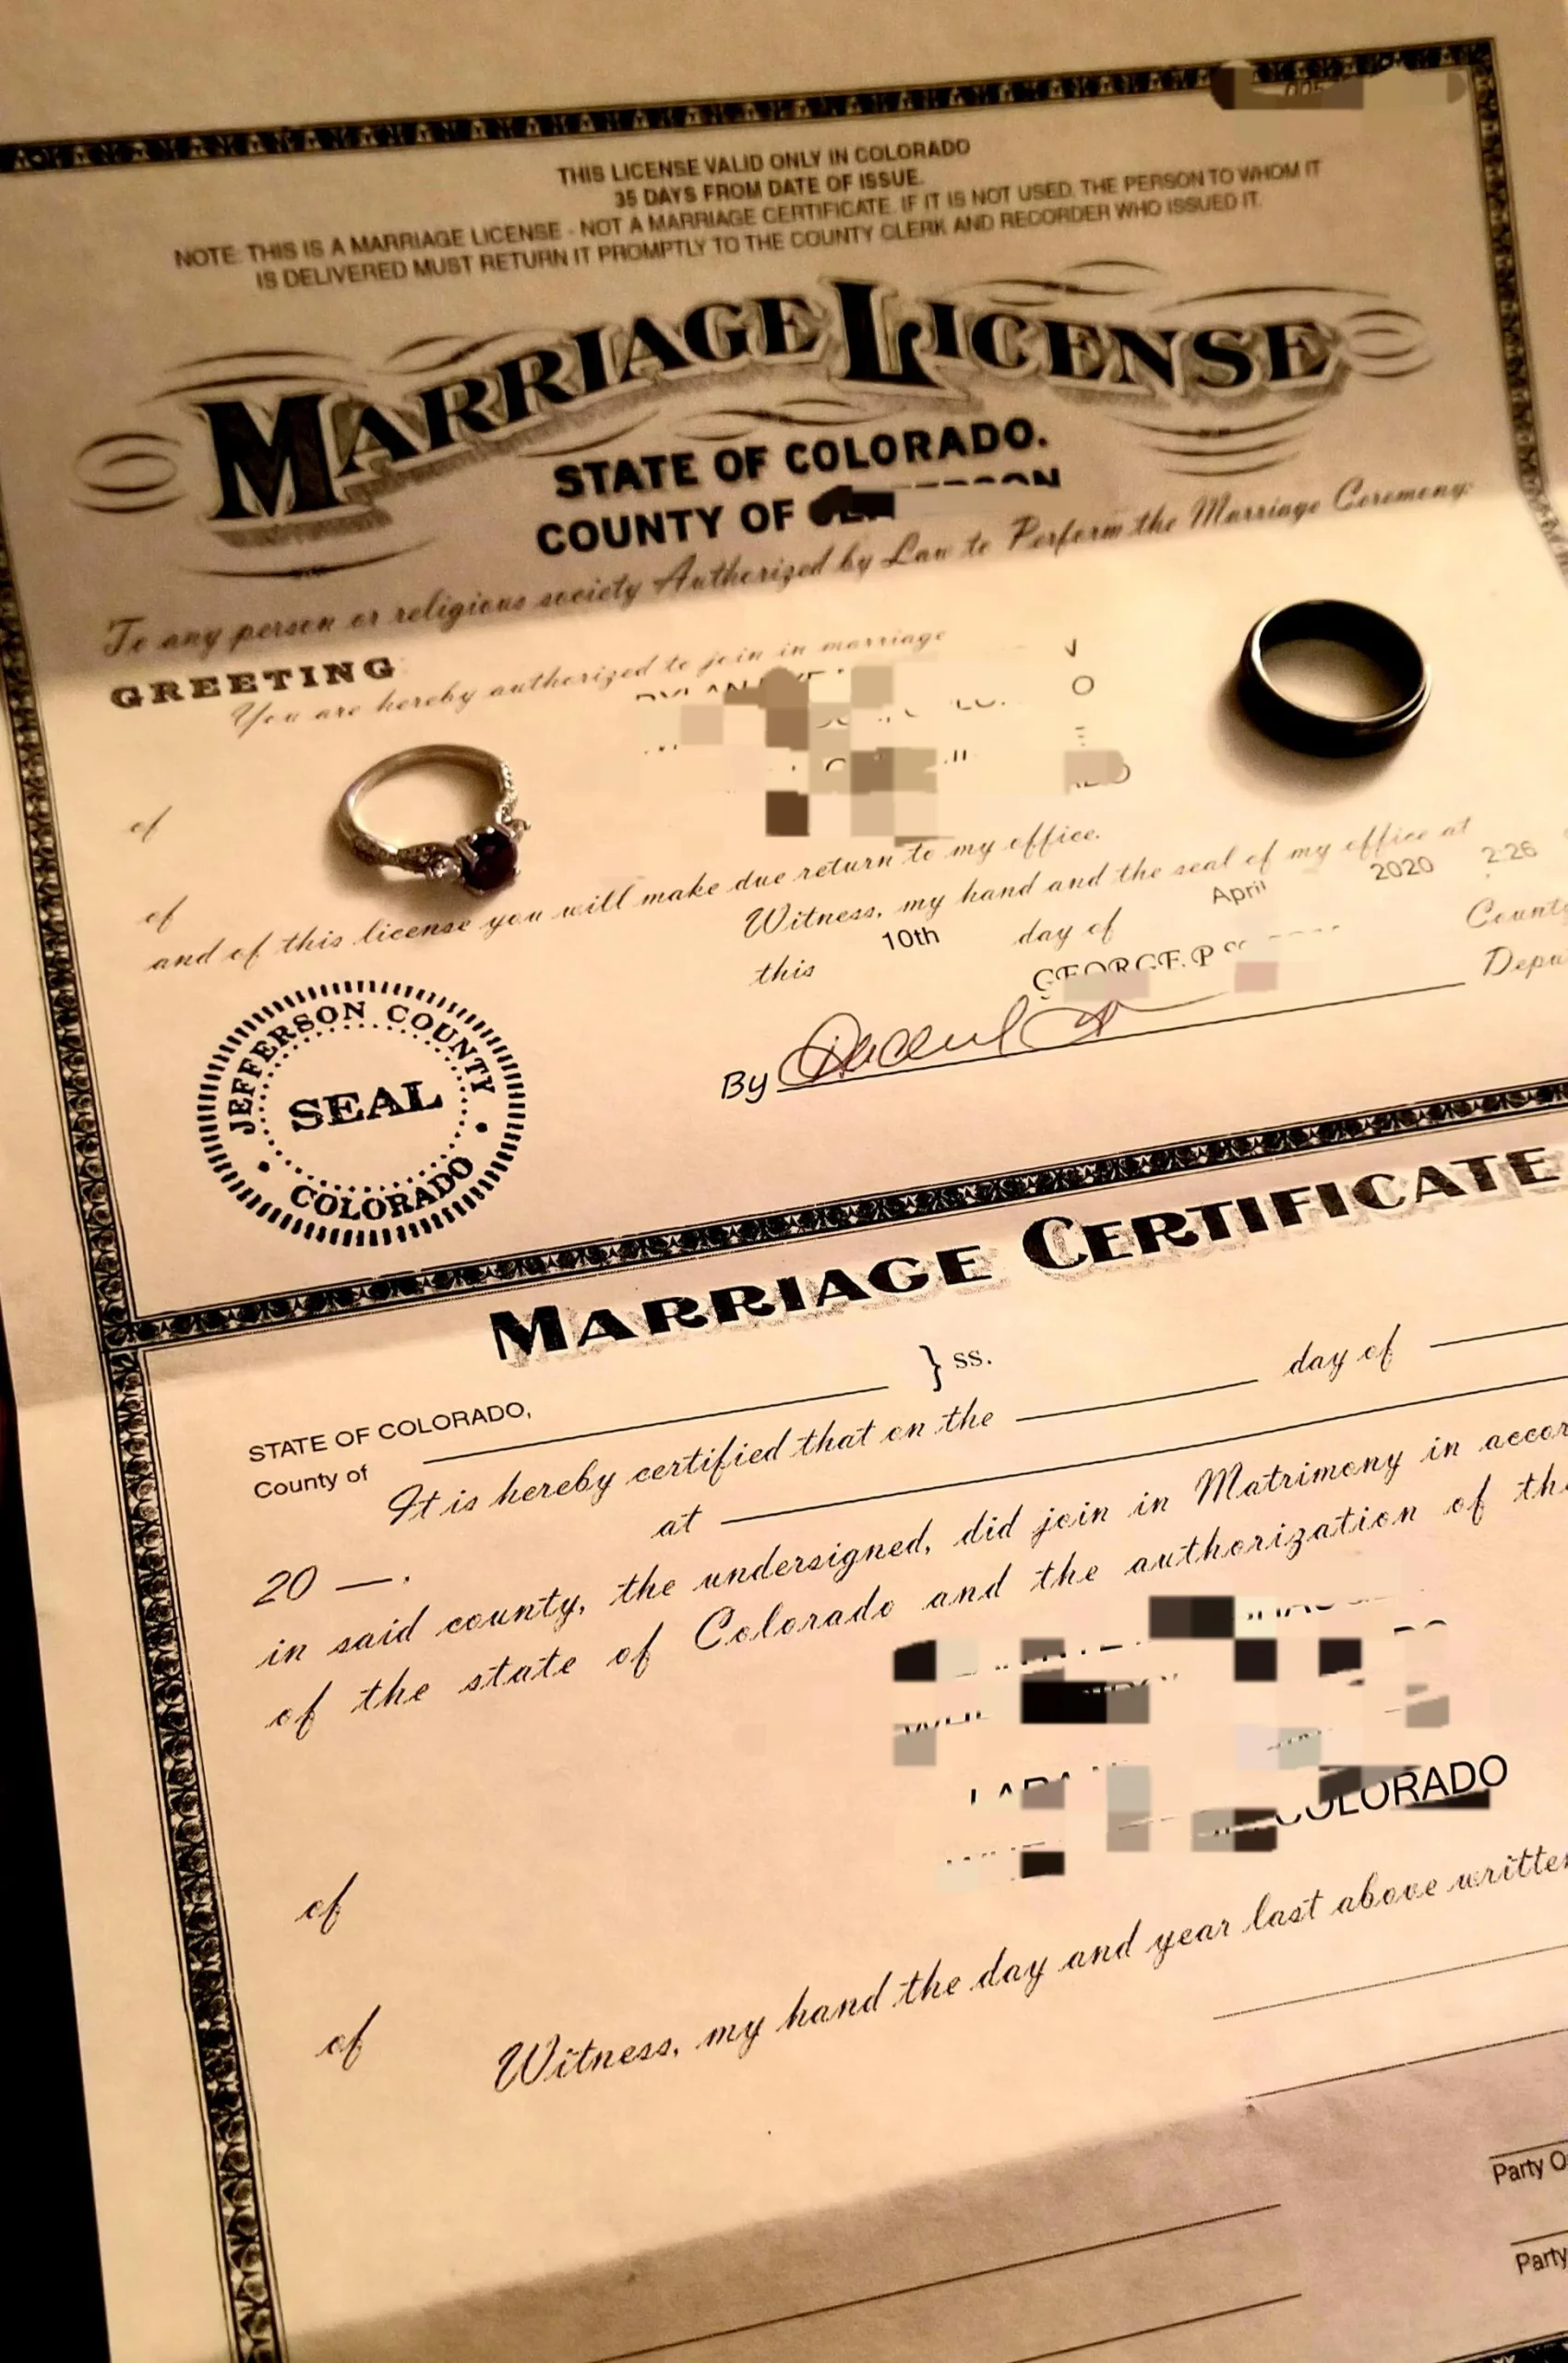 THIS LICENSE VALID ONLY IN COLORADO
35 DAYS FROM DATE OF ISSUE.
NOTE: THIS IS A MARRIAGE LICENSE - NOT A MARRIAGE CERTIFICATE. IF IT IS NOT USED, THE PERSON TO WHOM IT
IS DELIVERED MUST RETURN IT PROMPTLY TO THE COUNTY CLERK AND RECORDER WHO ISSUED IT.
MARRIAGE LICENSE
STATE OF COLORADO.
COUNTY OF
To any person or religious society Authorized by Law to Perform the Marriage Ceremony:
GREETING
You are hereby authorized to join in marriage
of
of
and of this license you will make due return to my office.
Witness, my hand and the seal of my office at
this 10th day of April 2020 2:26
GEORGE P
By
JEFFERSON COUNTY
SEAL
COLORADO
MARRIAGE CERTIFICATE
STATE OF COLORADO,
County of
} ss.
It is hereby certified that on the day of
20 . at
in said county, the undersigned, did join in Matrimony in
of the state of Colorado and the authorization of
COLORADO
of
of
Witness, my hand the day and year last above
Party
Party